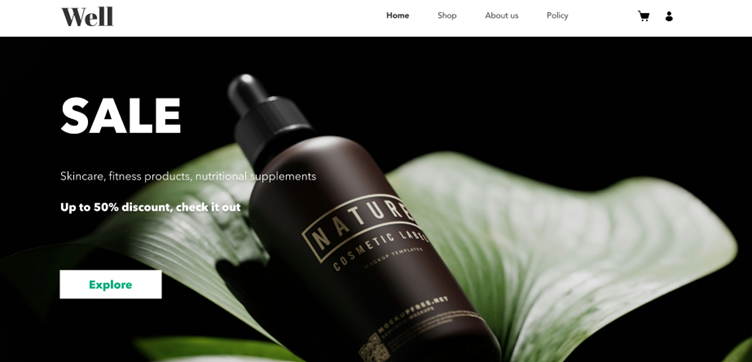 Well
Home Shop About us Policy
SALE
Skincare, fitness products, nutritional supplements
Up to 50% discount, check it out
Explore
NATURE
COSMETIC LABEL
MOCKUP TEMPLATES
MOCKUPFREE.NET